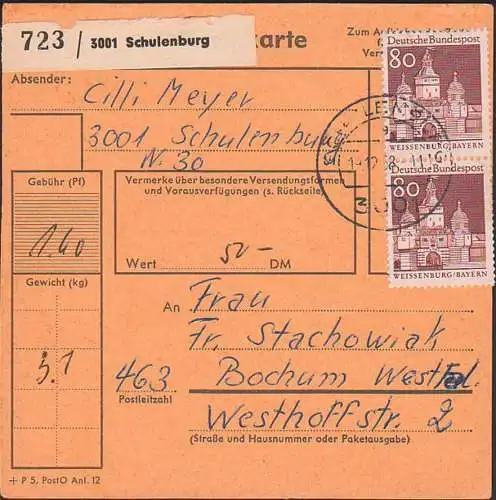 723 / 3001 Schulenburg
karte
Absender:
Cilli Meyer
3001 Schulenburg
N. 30
Gebühr (Pf)
1.60
Gewicht (kg)
5.1
Vermerke über besondere Versendungsformen
und Vorausverfügungen (s. Rückseite)
Wert 50- DM
80 Deutsche Bundespost
WEISSENBURG/BAYERN
80 Deutsche Bundespost
WEISSENBURG/BAYERN
3001
An Frau
Fr. Stachowiak
463 Bochum Westfal.
Postleitzahl
Westhoffstr. 2
(Straße und Hausnummer oder Paketausgabe)
+ P 5, PostO Anl. 12